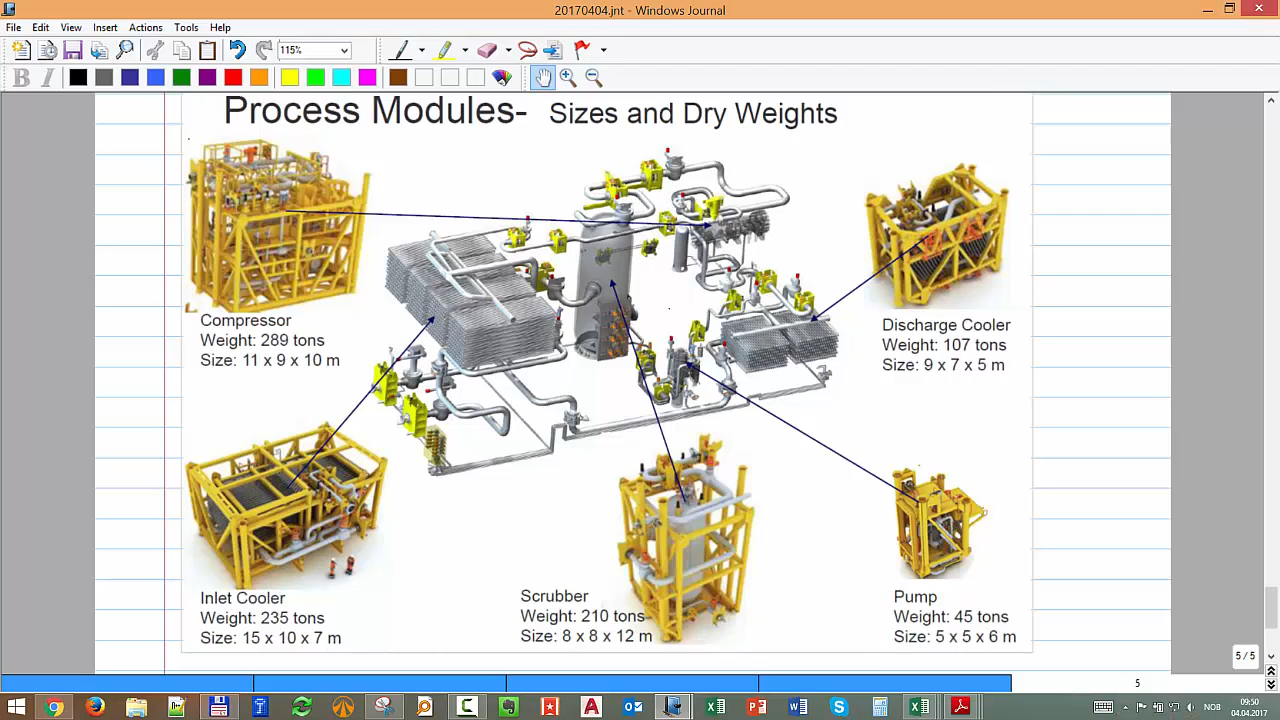 20170404.jnt - Windows Journal
File Edit View Insert Actions Tools Help
115%
B I
Process Modules- Sizes and Dry Weights
Compressor
Weight: 289 tons
Size: 11 x 9 x 10 m
Discharge Cooler
Weight: 107 tons
Size: 9 x 7 x 5 m
Inlet Cooler
Weight: 235 tons
Size: 15 x 10 x 7 m
Scrubber
Weight: 210 tons
Size: 8 x 8 x 12 m
Pump
Weight: 45 tons
Size: 5 x 5 x 6 m
5 / 5
5
NOB
09:50
04.04.2017